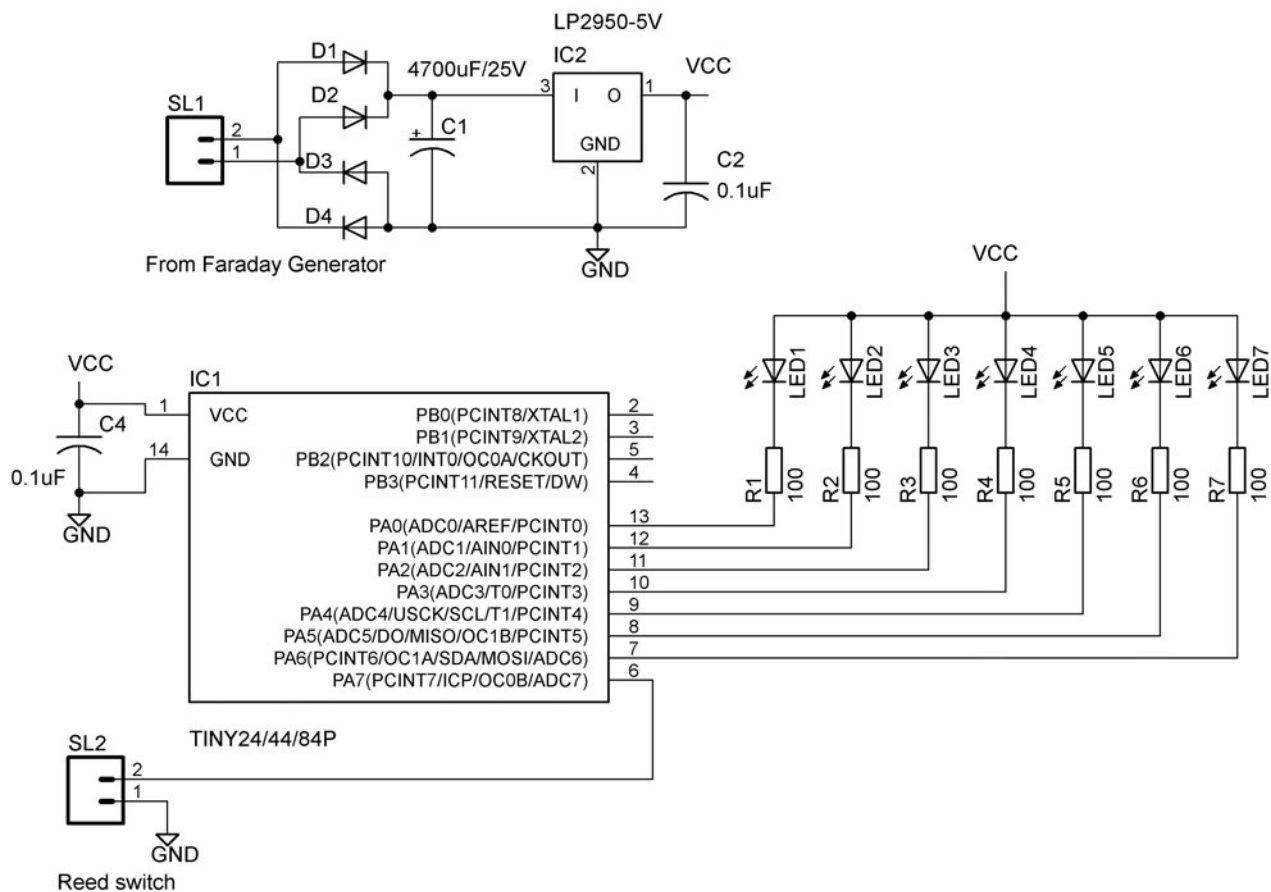 LP2950-5V
D1
4700uF/25V
IC2
VCC
D2
3
I
O
1
SL1
2
1
C1
+
GND
D3
2
C2
0.1uF
D4
From Faraday Generator
GND
VCC
VCC
LED1
LED2
LED3
LED4
LED5
LED6
LED7
IC1
1
VCC
PB0(PCINT8/XTAL1)
2
C4
PB1(PCINT9/XTAL2)
3
14
GND
PB2(PCINT10/INT0/OC0A/CKOUT)
5
0.1uF
PB3(PCINT11/RESET/DW)
4
R1
100
R2
100
R3
100
R4
100
R5
100
R6
100
R7
100
GND
PA0(ADC0/AREF/PCINT0)
13
PA1(ADC1/AIN0/PCINT1)
12
PA2(ADC2/AIN1/PCINT2)
11
PA3(ADC3/T0/PCINT3)
10
PA4(ADC4/USCK/SCL/T1/PCINT4)
9
PA5(ADC5/DO/MISO/OC1B/PCINT5)
8
PA6(PCINT6/OC1A/SDA/MOSI/ADC6)
7
PA7(PCINT7/ICP/OC0B/ADC7)
6
TINY24/44/84P
SL2
2
1
GND
Reed switch